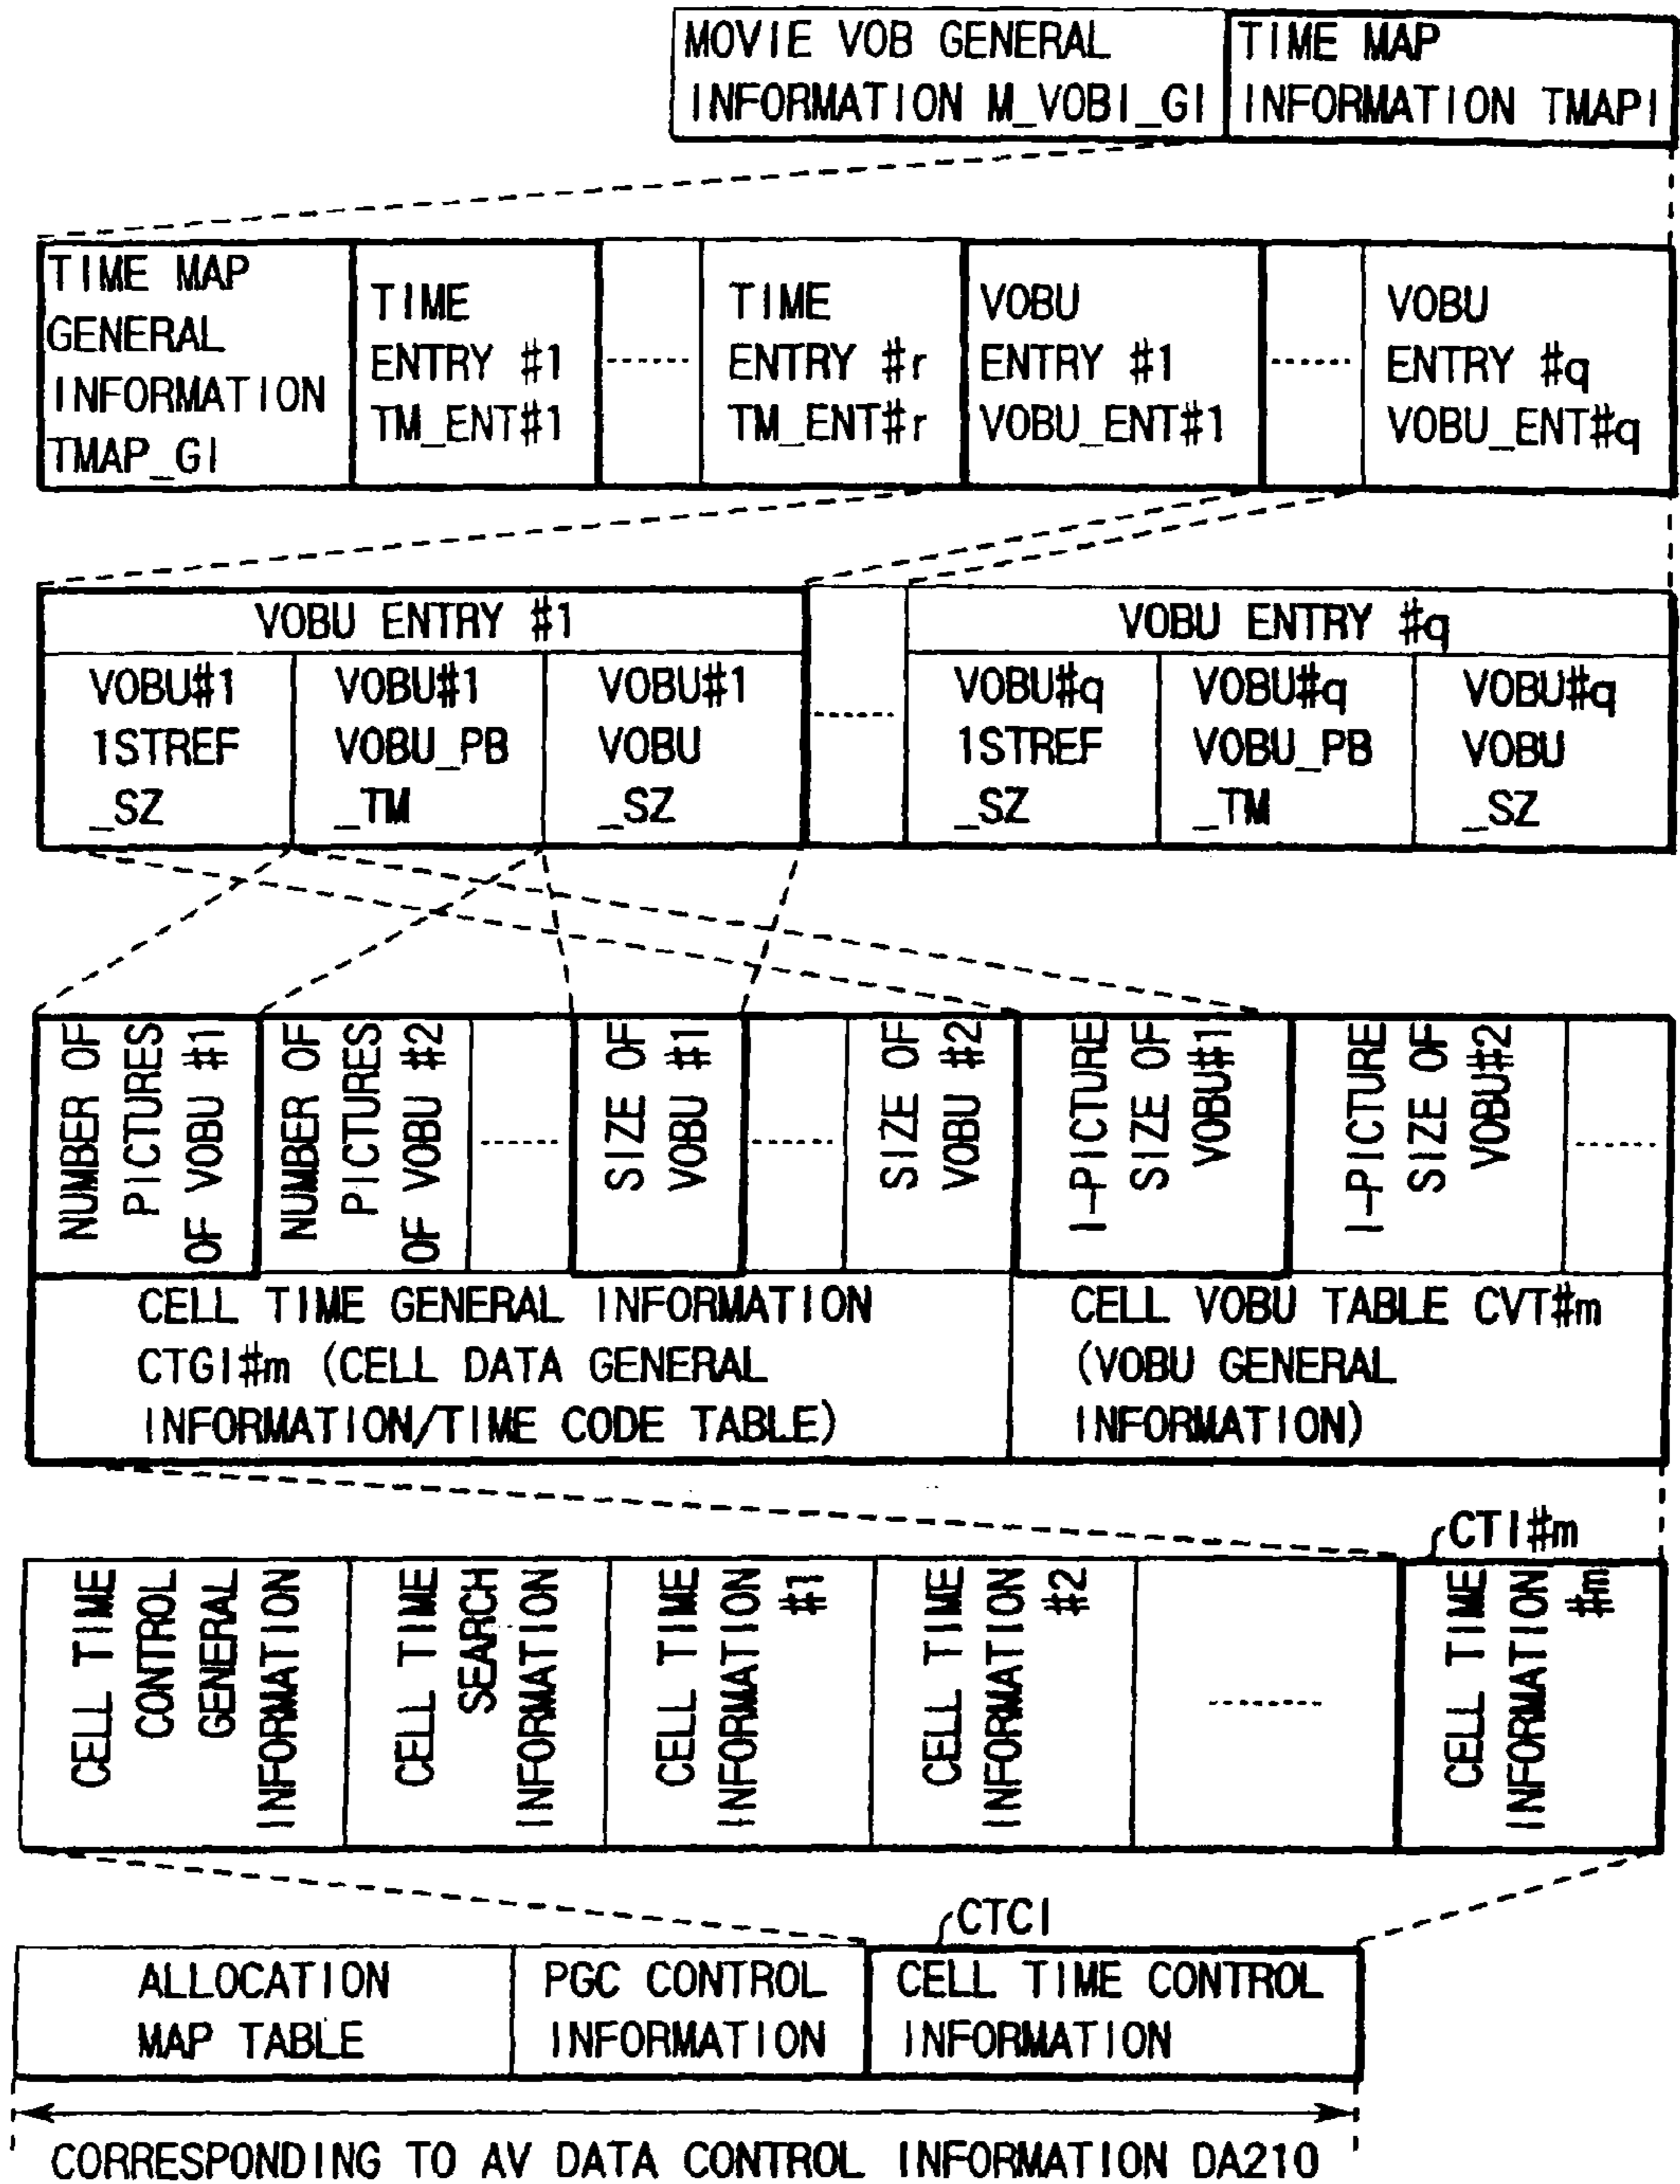 MOVIE VOB GENERAL
INFORMATION M_VOBI_GI
TIME MAP
INFORMATION TMAPI
TIME MAP
GENERAL
INFORMATION
TMAP_GI
TIME
ENTRY #1
TM_ENT#1
TIME
ENTRY #r
TM_ENT#r
VOBU
ENTRY #1
VOBU_ENT#1
VOBU
ENTRY #q
VOBU_ENT#q
VOBU ENTRY #1
VOBU#1
1STREF
_SZ
VOBU#1
VOBU_PB
_TM
VOBU#1
VOBU
_SZ
VOBU ENTRY #q
VOBU#q
1STREF
_SZ
VOBU#q
VOBU_PB
_TM
VOBU#q
VOBU
_SZ
NUMBER OF
PICTURES
OF VOBU #1
NUMBER OF
PICTURES
OF VOBU #2
SIZE OF
VOBU #1
SIZE OF
VOBU #2
I-PICTURE
SIZE OF
VOBU#1
I-PICTURE
SIZE OF
VOBU#2
CELL TIME GENERAL INFORMATION
CTGI#m (CELL DATA GENERAL
INFORMATION/TIME CODE TABLE)
CELL VOBU TABLE CVT#m
(VOBU GENERAL
INFORMATION)
CTI#m
CELL TIME
CONTROL
GENERAL
INFORMATION
CELL TIME
SEARCH
INFORMATION
CELL TIME
INFORMATION
#1
CELL TIME
INFORMATION
#2
CELL TIME
INFORMATION
#m
CTCI
ALLOCATION
MAP TABLE
PGC CONTROL
INFORMATION
CELL TIME CONTROL
INFORMATION
CORRESPONDING TO AV DATA CONTROL INFORMATION DA210